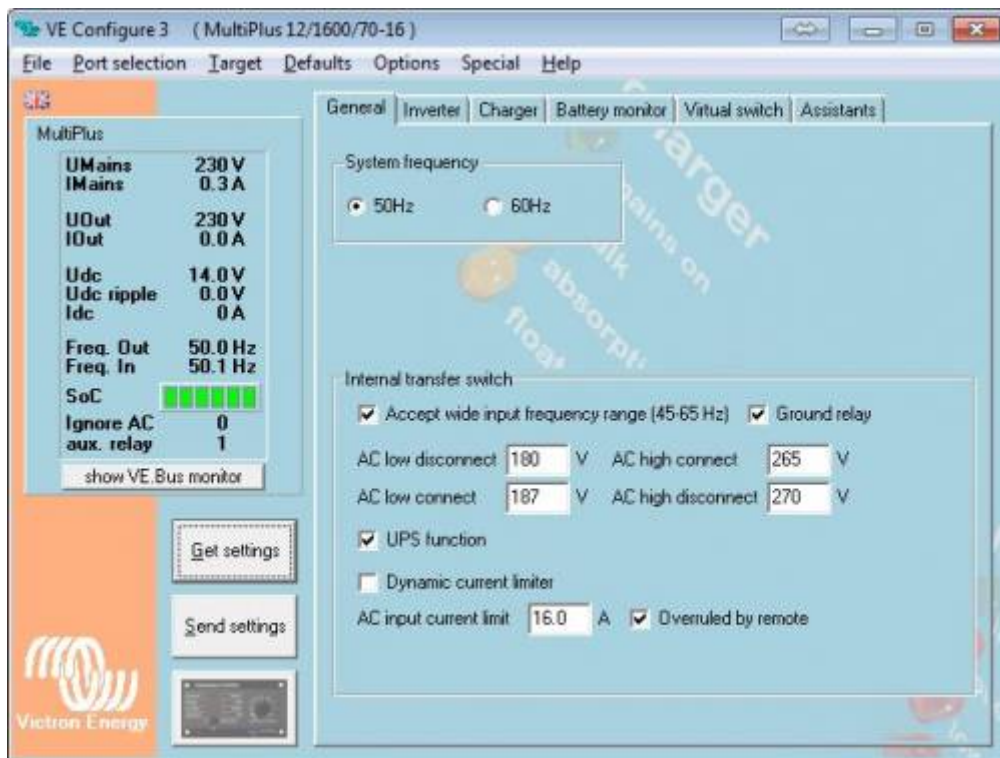 VE Configure 3 ( MultiPlus 12/1600/70-16 )
File Port selection Target Defaults Options Special Help
General Inverter Charger Battery monitor Virtual switch Assistants
MultiPlus
UMains 230 V
IMains 0.3 A
UOut 230 V
IOut 0.0 A
Udc 14.0 V
Udc ripple 0.0 V
Idc 0 A
Freq. Out 50.0 Hz
Freq. In 50.1 Hz
SoC
Ignore AC 0
aux. relay 1
show VE.Bus monitor
Get settings
Send settings
Victron Energy
System frequency
50Hz 60Hz
charger
mains on
bulk
absorpti
float
Internal transfer switch
Accept wide input frequency range (45-65 Hz) Ground relay
AC low disconnect 180 V AC high connect 265 V
AC low connect 187 V AC high disconnect 270 V
UPS function
Dynamic current limiter
AC input current limit 16.0 A Overruled by remote